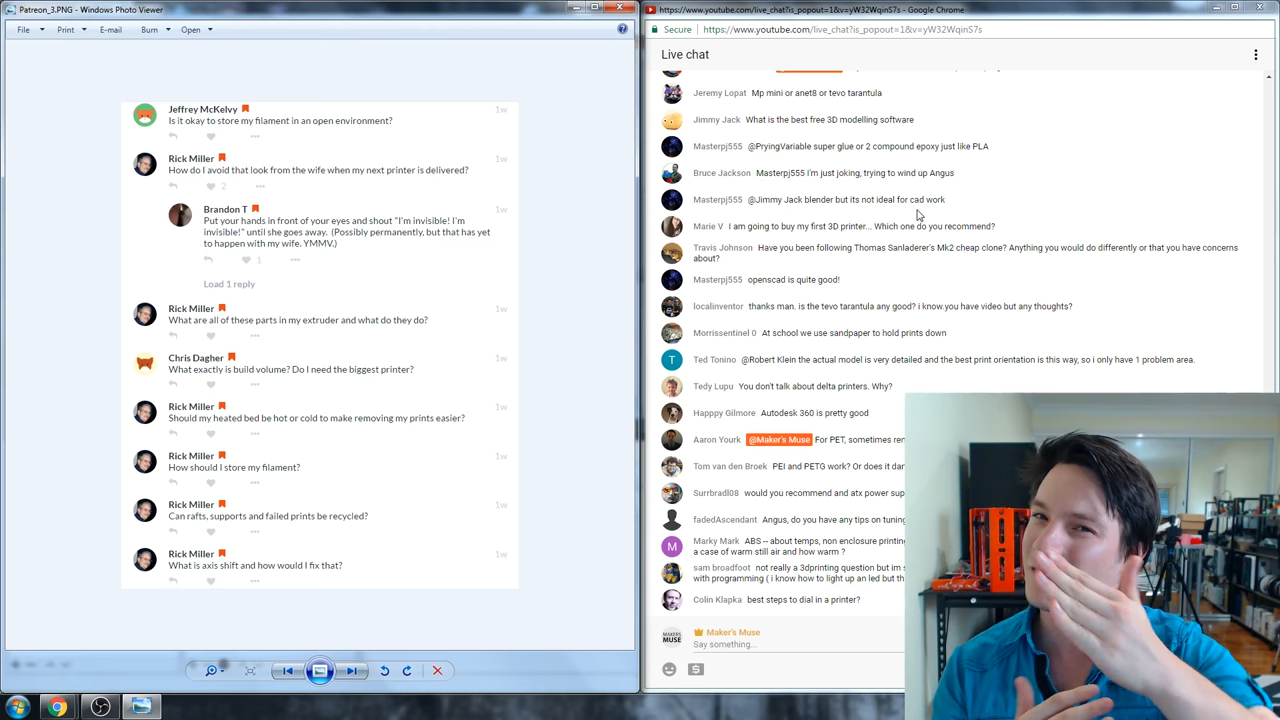 Patreon_3.PNG - Windows Photo Viewer
File
Print
E-mail
Burn
Open
Jeffrey McKelvy
1w
Is it okay to store my filament in an open environment?
Rick Miller
1w
How do I avoid that look from the wife when my next printer is delivered?
2
Brandon T
1w
Put your hands in front of your eyes and shout "I'm invisible! I'm
invisible!" until she goes away. (Possibly permanently, but that has yet
to happen with my wife. YMMV.)
1
Load 1 reply
Rick Miller
1w
What are all of these parts in my extruder and what do they do?
Chris Dagher
1w
What exactly is build volume? Do I need the biggest printer?
Rick Miller
1w
Should my heated bed be hot or cold to make removing my prints easier?
Rick Miller
1w
How should I store my filament?
Rick Miller
1w
Can rafts, supports and failed prints be recycled?
Rick Miller
1w
What is axis shift and how would I fix that?
https://www.youtube.com/live_chat?is_popout=1&v=yW32WqinS7s - Google Chrome
Secure
https://www.youtube.com/live_chat?is_popout=1&v=yW32WqinS7s
Live chat
Jeremy Lopat Mp mini or anet8 or tevo tarantula
Jimmy Jack What is the best free 3D modelling software
Masterpj555 @PryingVariable super glue or 2 compound epoxy just like PLA
Bruce Jackson Masterpj555 I'm just joking, trying to wind up Angus
Masterpj555 @Jimmy Jack blender but its not ideal for cad work
Marie V I am going to buy my first 3D printer... Which one do you recommend?
Travis Johnson Have you been following Thomas Sanladerer's Mk2 cheap clone? Anything you would do differently or that you have concerns
about?
Masterpj555 openscad is quite good!
localinventor thanks man. is the tevo tarantula any good? i know you have video but any thoughts?
Morrissentinel 0 At school we use sandpaper to hold prints down
T
Ted Tonino @Robert Klein the actual model is very detailed and the best print orientation is this way, so i only have 1 problem area.
Tedy Lupu You don't talk about delta printers. Why?
Happpy Gilmore Autodesk 360 is pretty good
Aaron Yourk @Maker's Muse For PET, sometimes
Tom van den Broek PEI and PETG work? Or does it
Surrbradl08 would you recommend and atx power
fadedAscendant Angus, do you have any tips on tuning
M
Marky Mark ABS -- about temps, non enclosure printing
a case of warm still air and how warm ?
sam broadfoot not really a 3dprinting question but im
with programming ( i know how to light up an led but
Colin Klapka best steps to dial in a printer?
MAKERS
MUSE
Maker's Muse
Say something...